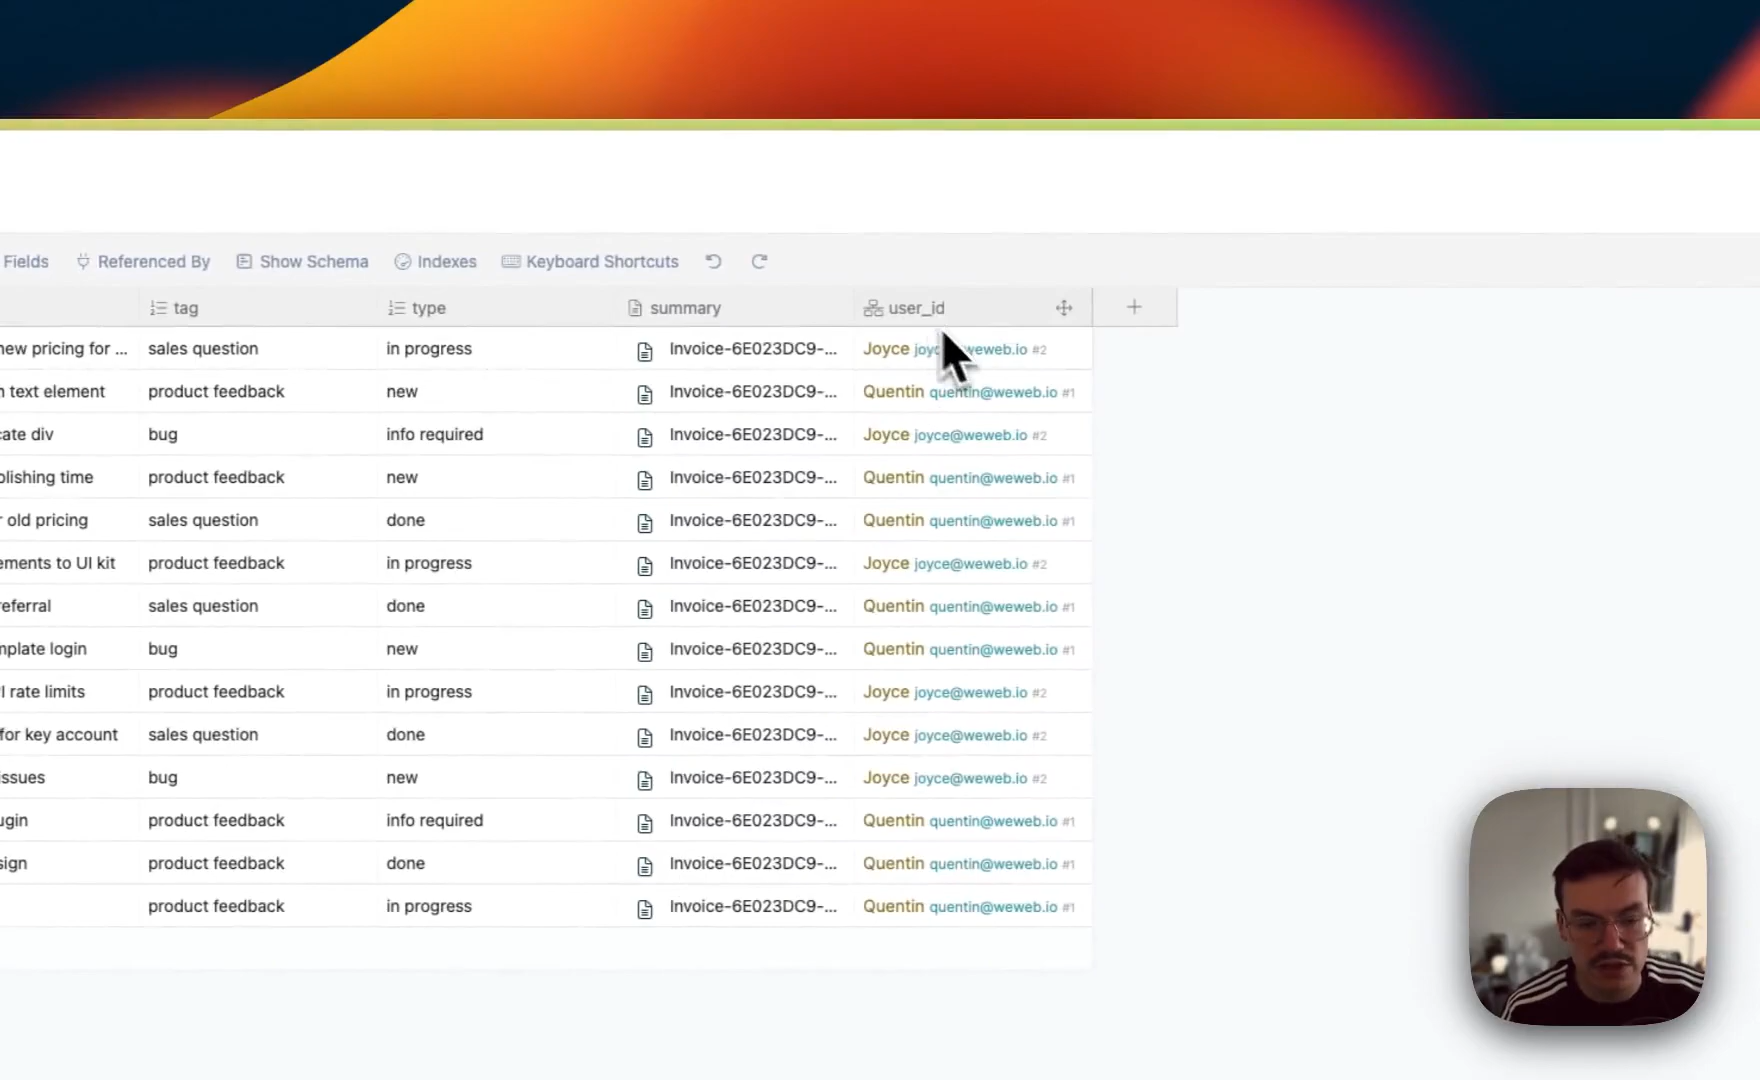 Fields Referenced By Show Schema Indexes Keyboard Shortcuts
tag type summary user_id
new pricing for ... sales question in progress Invoice-6E023DC9-... Joyce #2
text element product feedback new Invoice-6E023DC9-... Quentin quentin@weweb.io #1
cate div bug info required Invoice-6E023DC9-... Joyce joyce@weweb.io #2
olishing time product feedback new Invoice-6E023DC9-... Quentin quentin@weweb.io #1
old pricing sales question done Invoice-6E023DC9-... Quentin quentin@weweb.io #1
ements to UI kit product feedback in progress Invoice-6E023DC9-... Joyce joyce@weweb.io #2
referral sales question done Invoice-6E023DC9-... Quentin quentin@weweb.io #1
mplate login bug new Invoice-6E023DC9-... Quentin quentin@weweb.io #1
I rate limits product feedback in progress Invoice-6E023DC9-... Joyce joyce@weweb.io #2
for key account sales question done Invoice-6E023DC9-... Joyce joyce@weweb.io #2
issues bug new Invoice-6E023DC9-... Joyce joyce@weweb.io #2
ugin product feedback info required Invoice-6E023DC9-... Quentin quentin@weweb.io #1
sign product feedback done Invoice-6E023DC9-... Quentin quentin@weweb.io #1
product feedback in progress Invoice-6E023DC9-... Quentin quentin@weweb.io #1